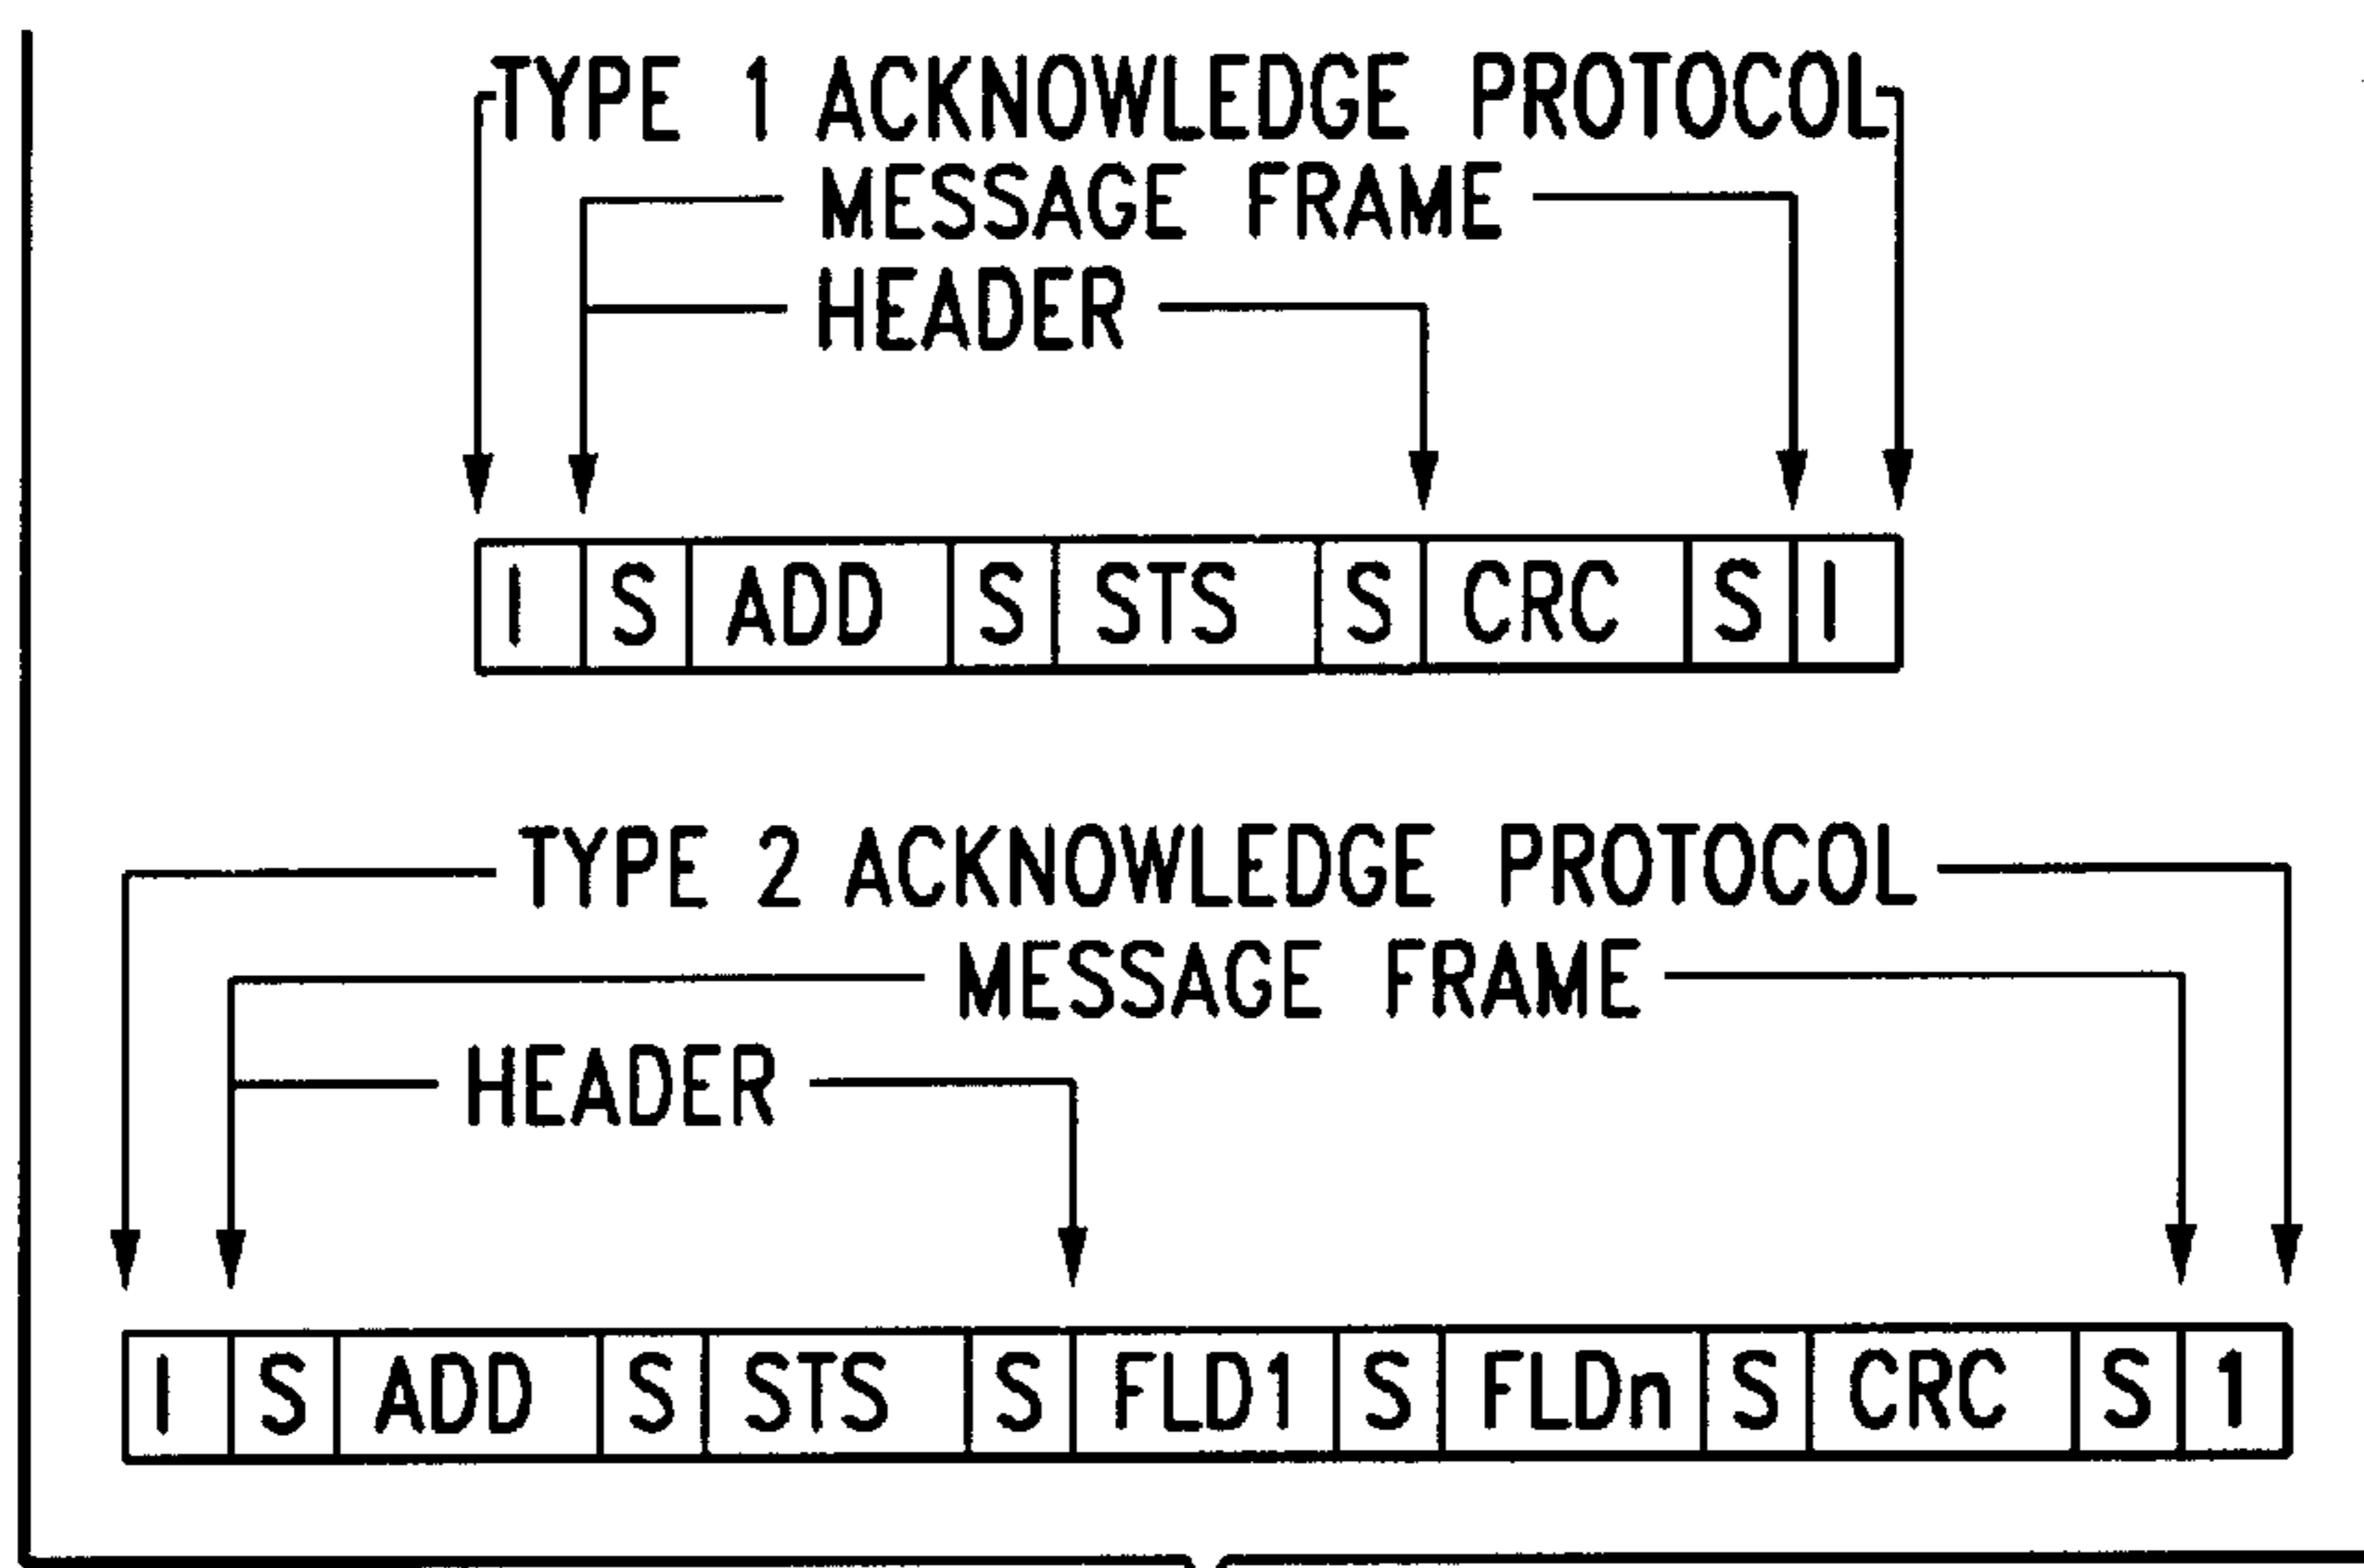 TYPE 1 ACKNOWLEDGE PROTOCOL
MESSAGE FRAME
HEADER
I S ADD S STS S CRC S I
TYPE 2 ACKNOWLEDGE PROTOCOL
MESSAGE FRAME
HEADER
I S ADD S STS S FLD1 S FLDn S CRC S 1